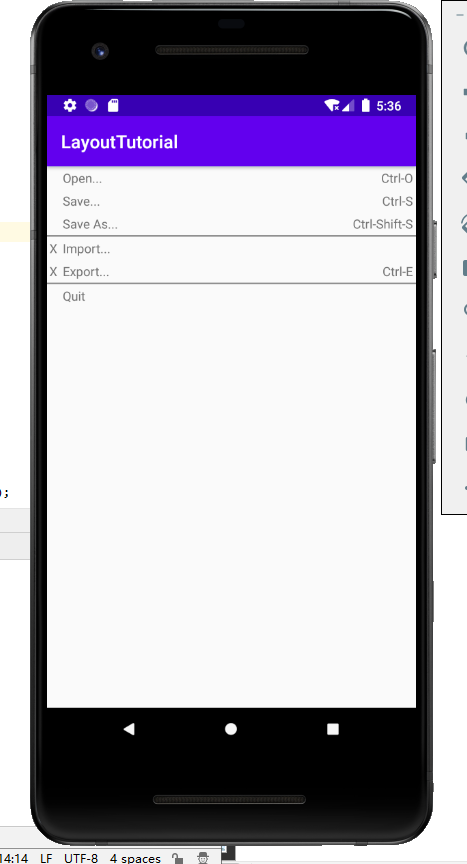 5:36
LayoutTutorial
Open... Ctrl-O
Save... Ctrl-S
Save As... Ctrl-Shift-S
X Import...
X Export... Ctrl-E
Quit
);
14:14 LF UTF-8 4 spaces